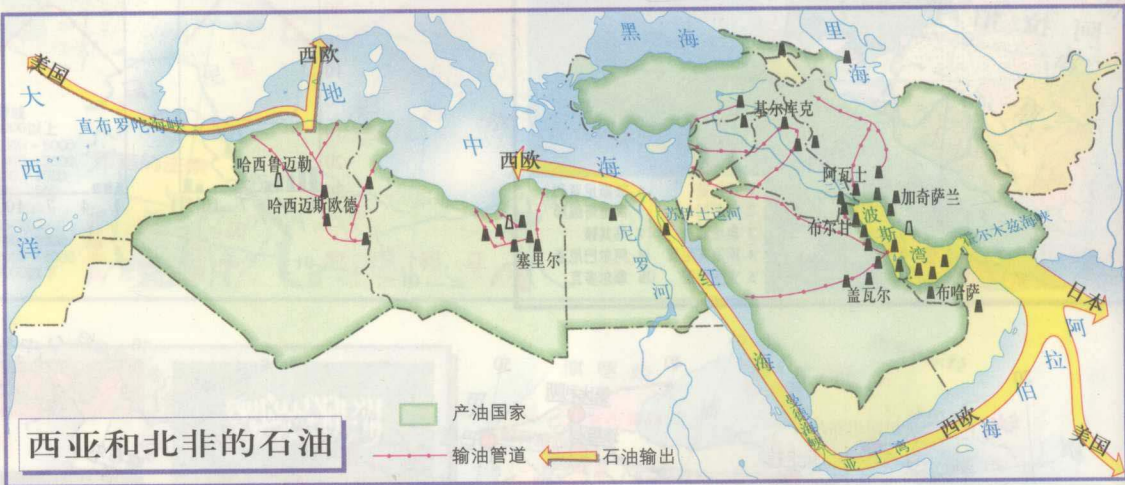 黑海
里海
美国
西欧
大西洋
直布罗陀海峡
地中海
基尔库克
哈西鲁迈勒
西欧
阿瓦士
加奇萨兰
哈西迈斯欧德
苏伊士运河
布尔甘
波斯湾
霍尔木兹海峡
塞里尔
尼罗河
红海
盖瓦尔
布哈萨
日本
阿拉伯海
西欧
亚丁湾
美国
西亚和北非的石油
产油国家
输油管道
石油输出